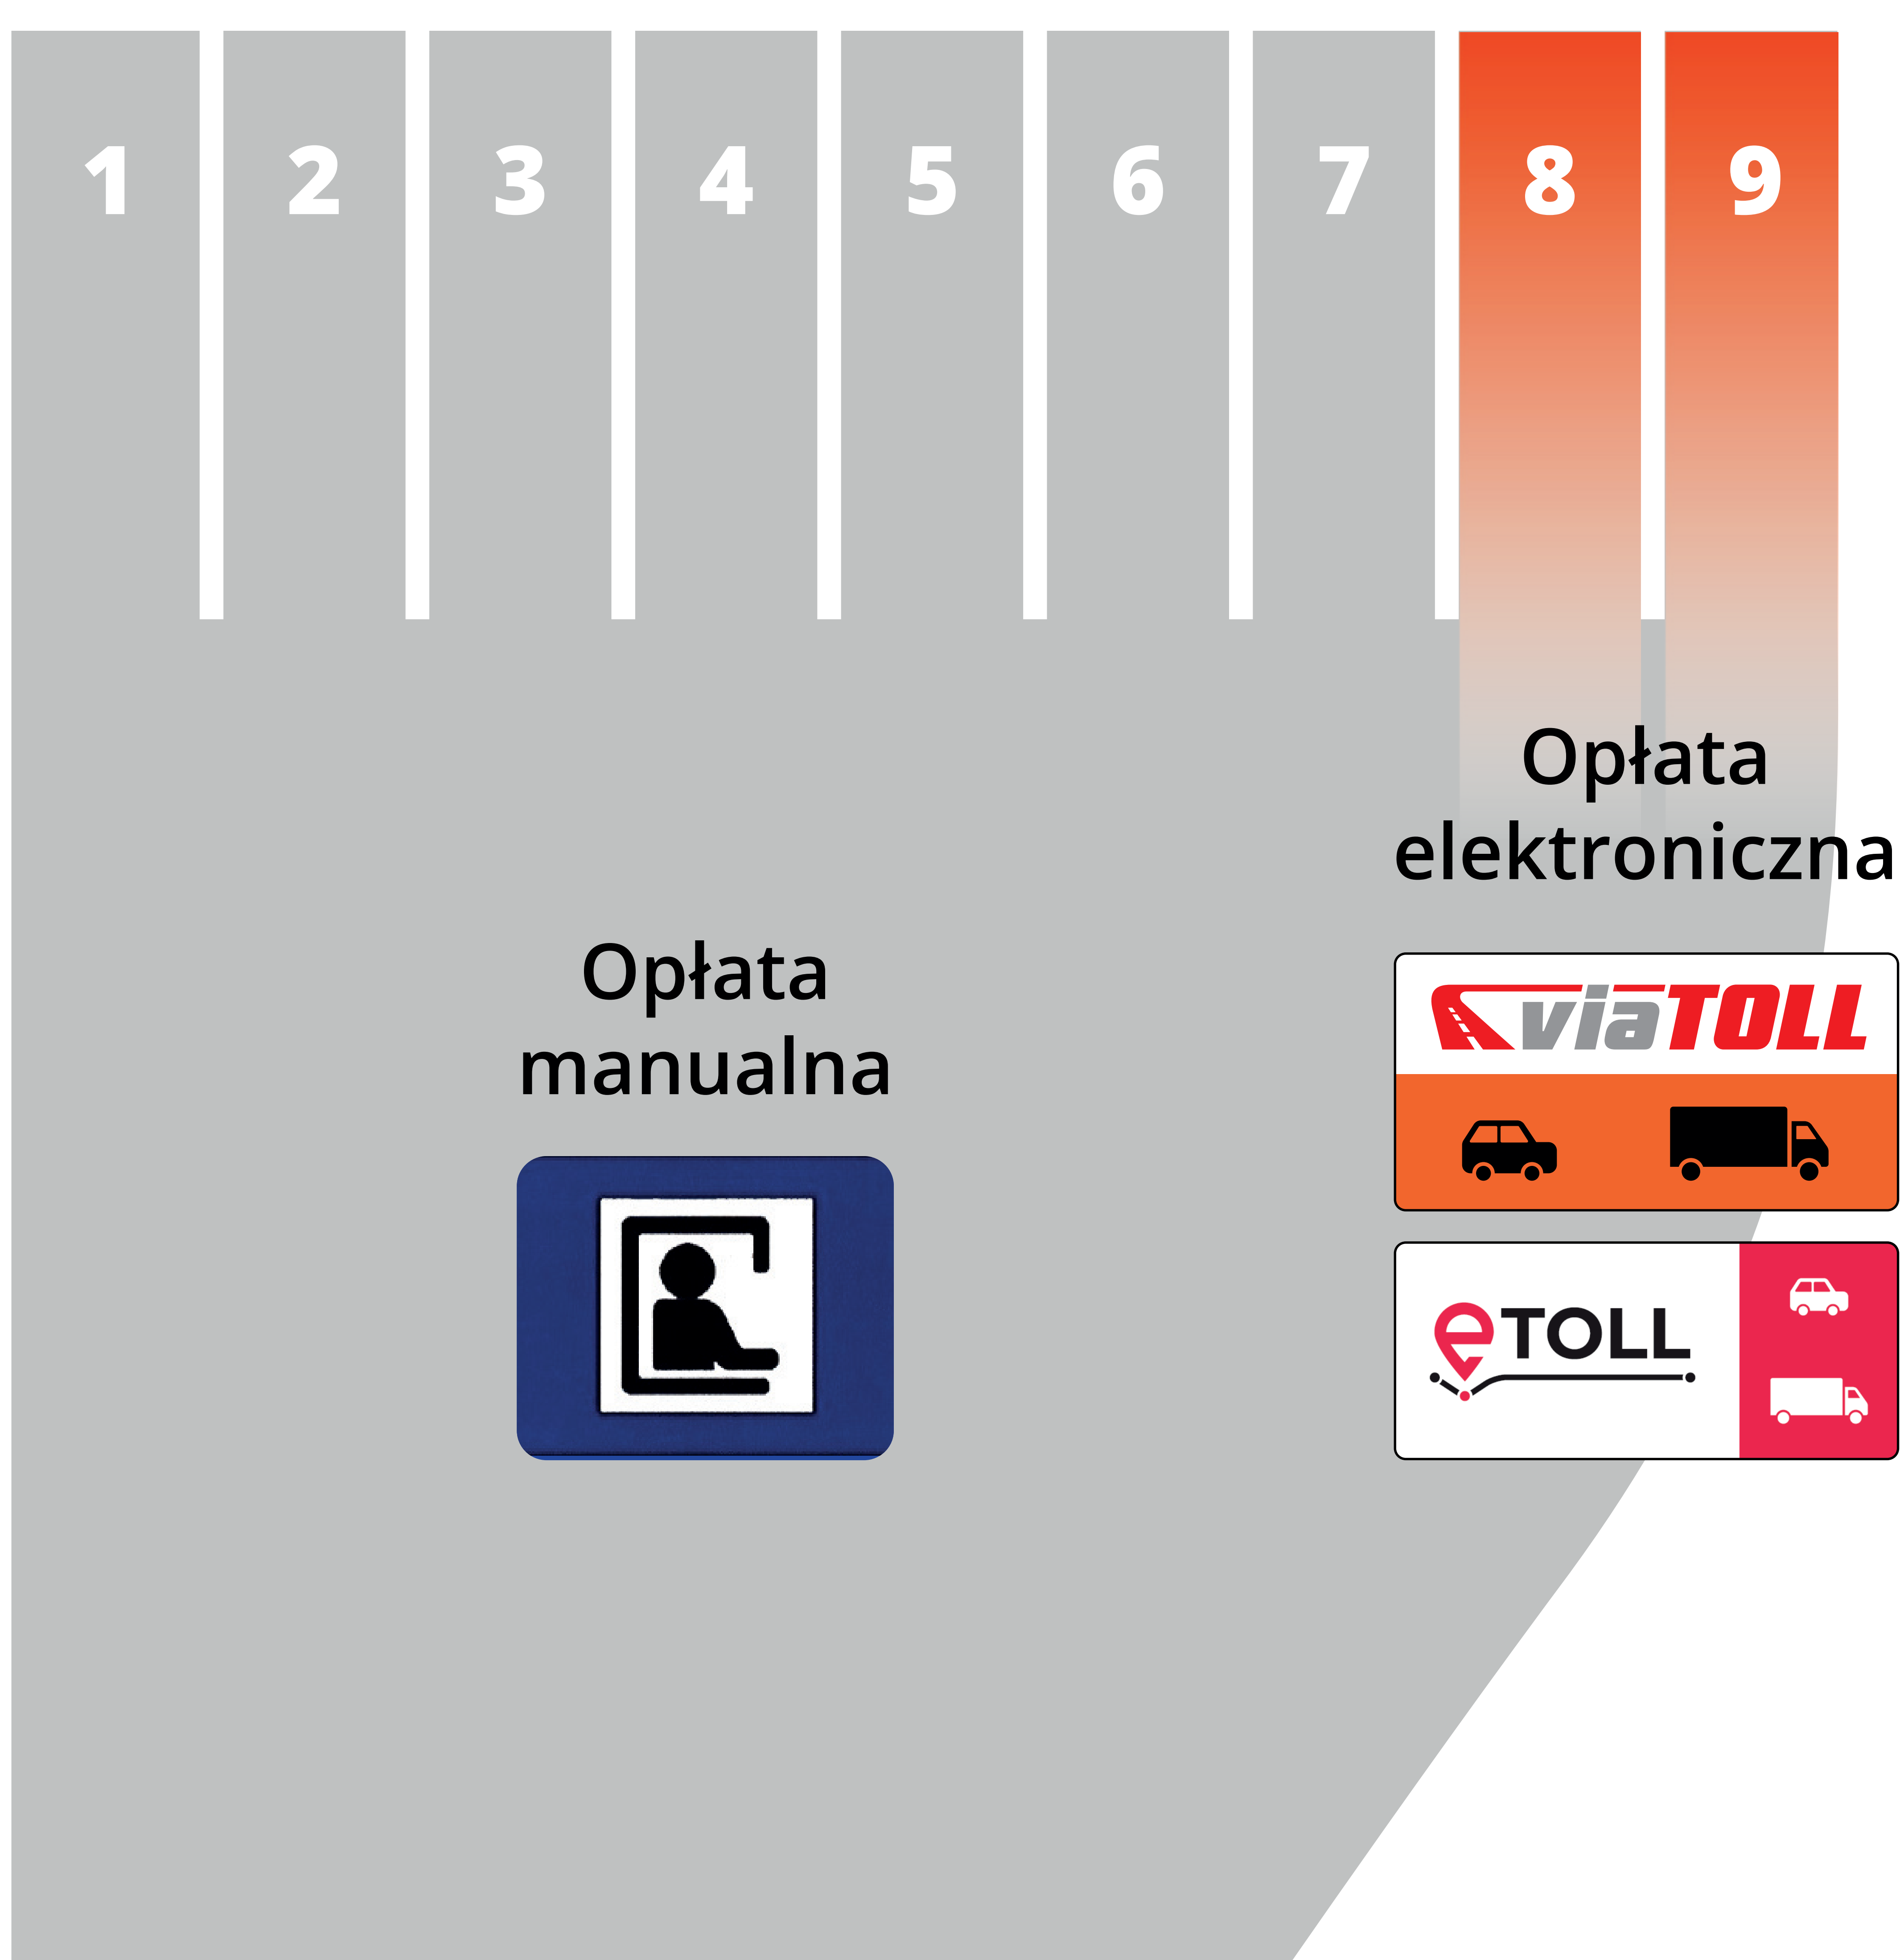 1 2 3 4 5 6 7 8 9
Opłata
elektroniczna
Opłata
manualna
viaTOLL
eTOLL